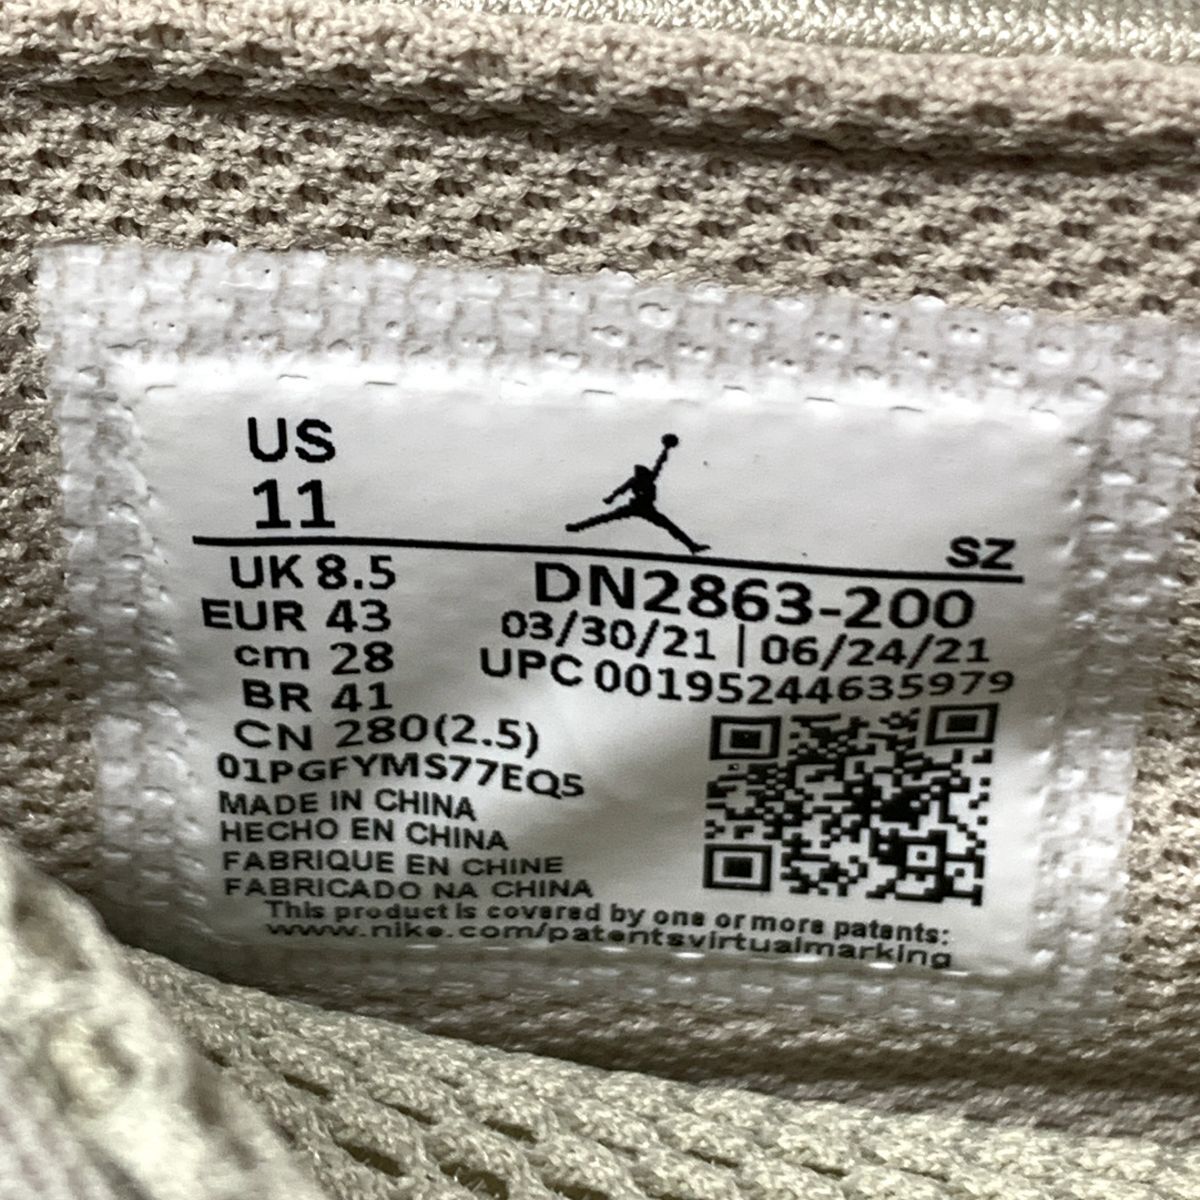 US
11
SZ
UK 8.5
EUR 43
cm 28
BR 41
CN 280(2.5)
01PGFYMS77EQ5
DN2863-200
03/30/21 | 06/24/21
UPC 00195244635979
MADE IN CHINA
HECHO EN CHINA
FABRIQUE EN CHINE
FABRICADO NA CHINA
This product is covered by one or more patents:
www.nike.com/patentsvirtualmarking